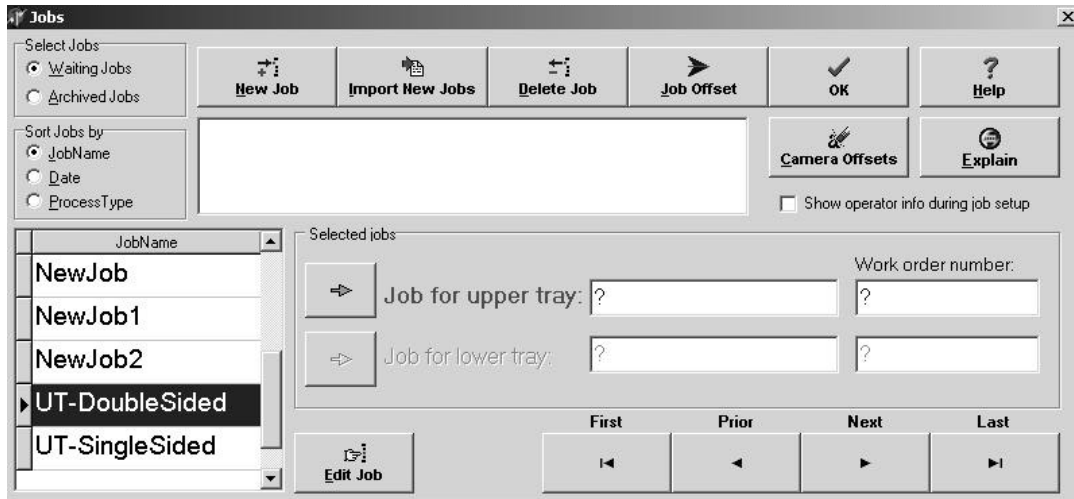 Jobs
Select Jobs
Waiting Jobs
Archived Jobs
New Job
Import New Jobs
Delete Job
Job Offset
OK
Help
Sort Jobs by
JobName
Date
ProcessType
Camera Offsets
Explain
Show operator info during job setup
JobName
NewJob
NewJob1
NewJob2
UT-DoubleSided
UT-SingleSided
Selected jobs
Work order number:
Job for upper tray: ? ?
Job for lower tray: ? ?
First Prior Next Last
Edit Job